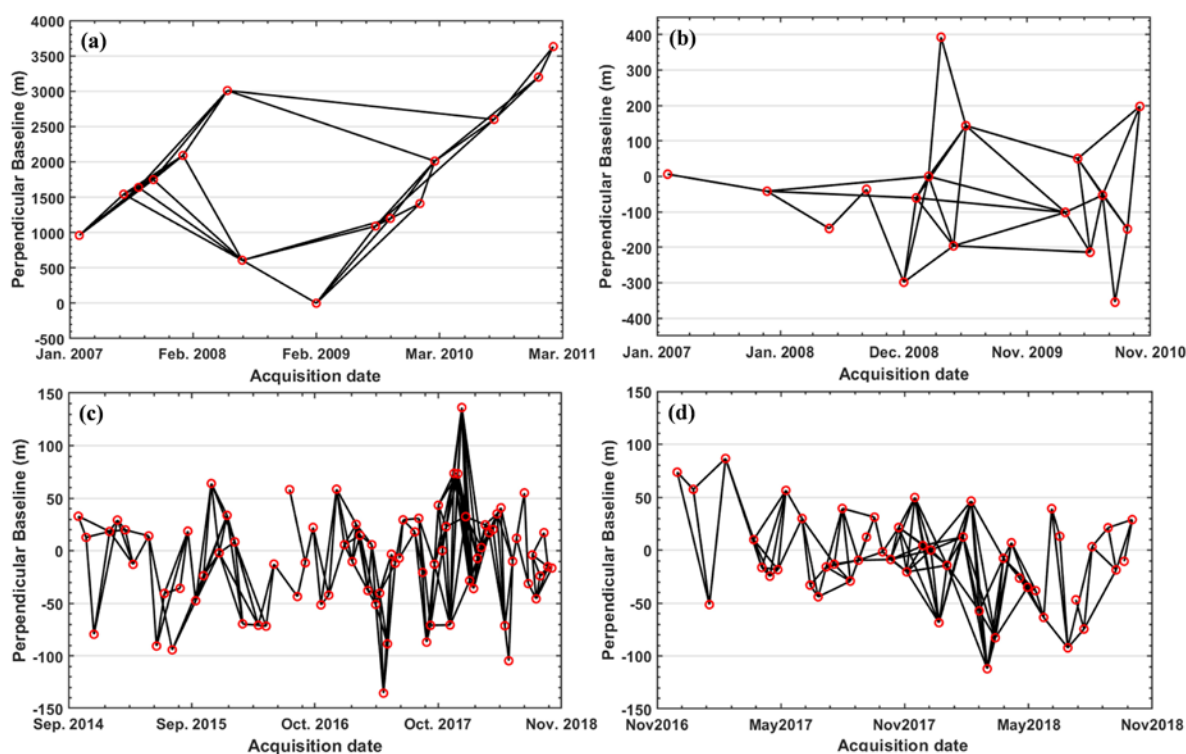 (a)
Perpendicular Baseline (m)
4000
3500
3000
2500
2000
1500
1000
500
0
-500
Jan. 2007 Feb. 2008 Feb. 2009 Mar. 2010 Mar. 2011
Acquisition date
(b)
Perpendicular Baseline (m)
400
300
200
100
0
-100
-200
-300
-400
Jan. 2007 Jan. 2008 Dec. 2008 Nov. 2009 Nov. 2010
Acquisition date
(c)
Perpendicular Baseline (m)
150
100
50
0
-50
-100
-150
Sep. 2014 Sep. 2015 Oct. 2016 Oct. 2017 Nov. 2018
Acquisition date
(d)
Perpendicular Baseline (m)
150
100
50
0
-50
-100
-150
Nov2016 May2017 Nov2017 May2018 Nov2018
Acquisition date